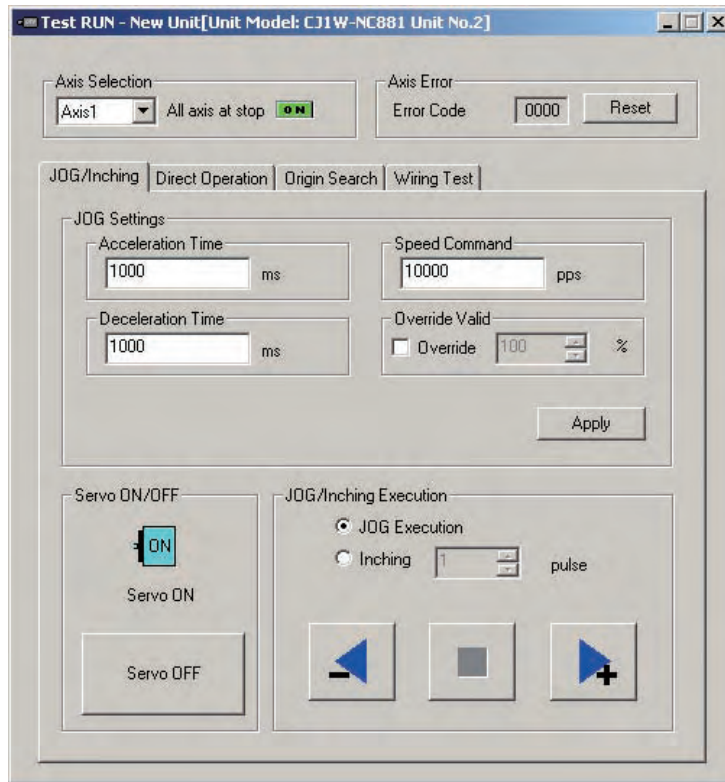 Test RUN - New Unit[Unit Model: CJ1W-NC881 Unit No.2]
Axis Selection
Axis1 All axis at stop ON
Axis Error
Error Code 0000 Reset
JOG/Inching Direct Operation Origin Search Wiring Test
JOG Settings
Acceleration Time
1000 ms
Speed Command
10000 pps
Deceleration Time
1000 ms
Override Valid
Override 100 %
Apply
Servo ON/OFF
ON
Servo ON
Servo OFF
JOG/Inching Execution
JOG Execution
Inching 1 pulse